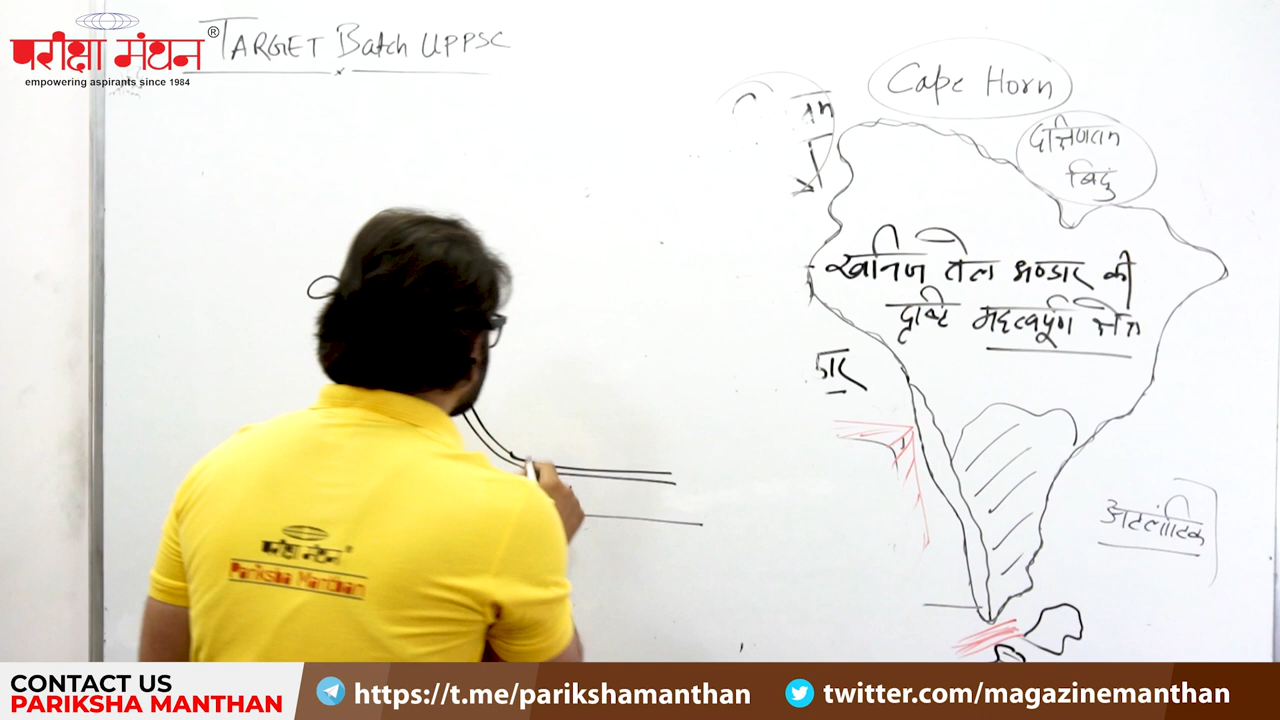 परीक्षा मंथन®
empowering aspirants since 1984
TARGET Batch UPPSC
Cape Horn
दक्षिणतम
बिंदु
खनिज तेल भण्डार की
दृष्टि महत्वपूर्ण क्षेत्र
अटलांटिक
परीक्षा मंथन
Pariksha Manthan
CONTACT US
PARIKSHA MANTHAN
https://t.me/parikshamanthan
twitter.com/magazinemanthan